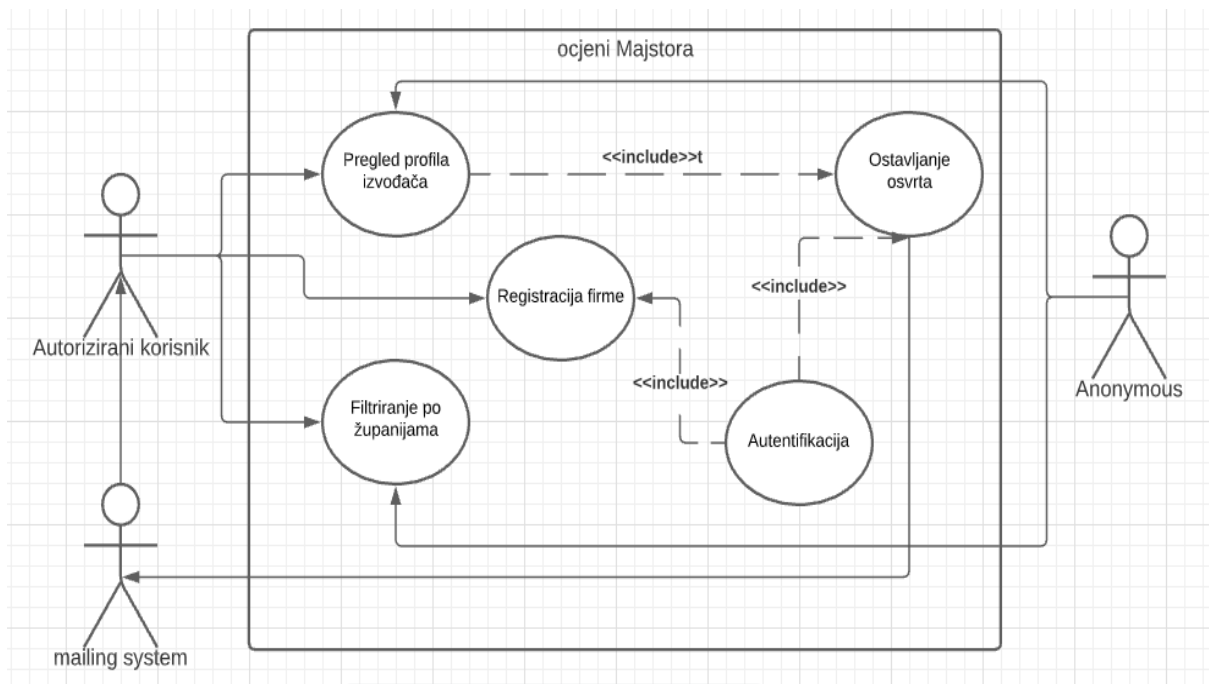 ocjeni Majstora
Pregled profila
izvođača
<<include>>t
Ostavljanje
osvrta
Registracija firme
<<include>>
Autorizirani korisnik
<<include>>
Anonymous
Filtriranje po
županijama
Autentifikacija
mailing system